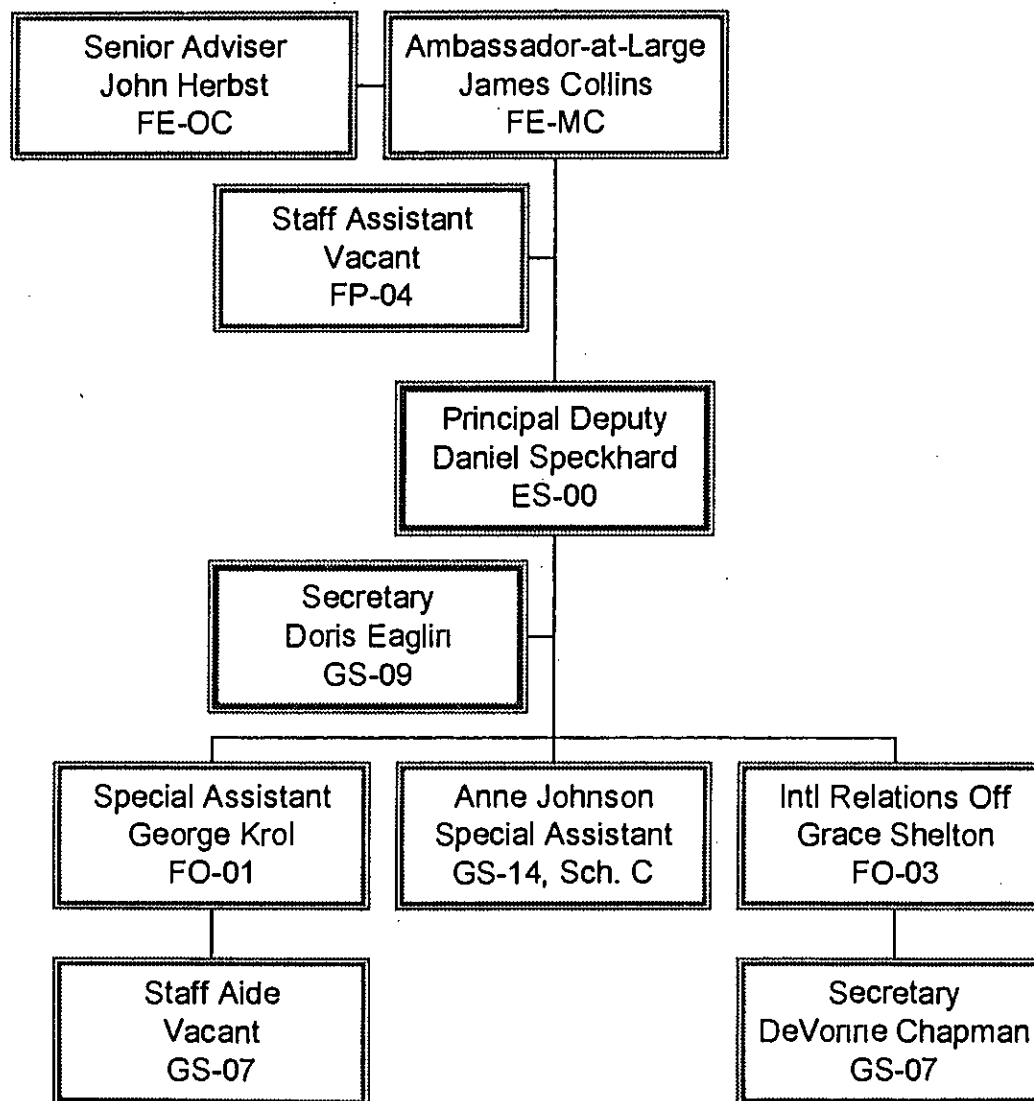 Senior Adviser
John Herbst
FE-OC
Ambassador-at-Large
James Collins
FE-MC
Staff Assistant
Vacant
FP-04
Principal Deputy
Daniel Speckhard
ES-00
Secretary
Doris Eaglin
GS-09
Special Assistant
George Krol
FO-01
Anne Johnson
Special Assistant
GS-14, Sch. C
Intl Relations Off
Grace Shelton
FO-03
Staff Aide
Vacant
GS-07
Secretary
DeVonne Chapman
GS-07